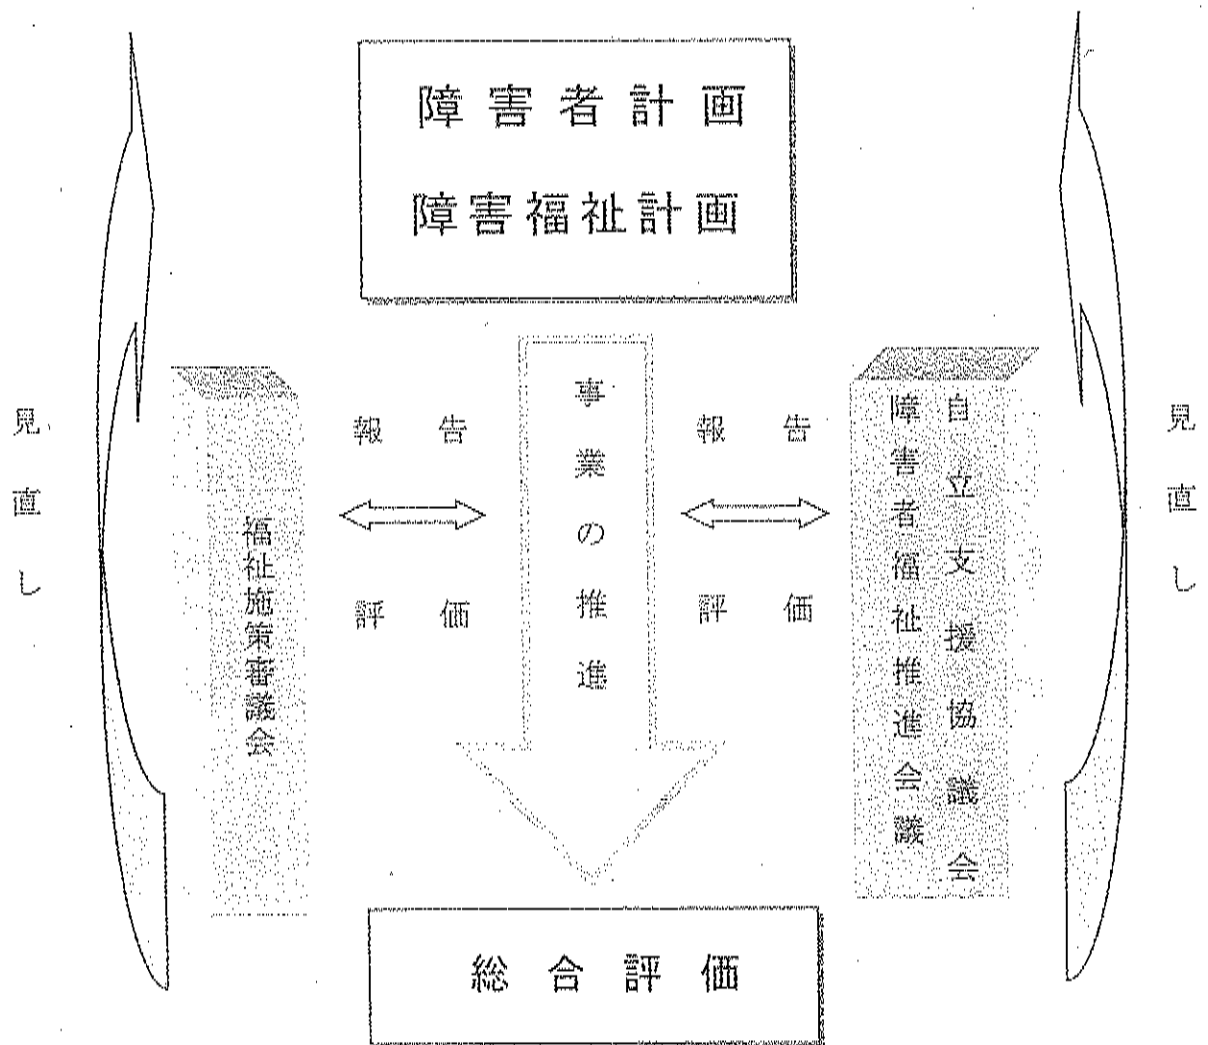 障害者計画
障害福祉計画
見直し
福祉施策審議会
報告
評価
事業の推進
報告
評価
自立支援協議会
障害者福祉推進会議
見直し
総合評価